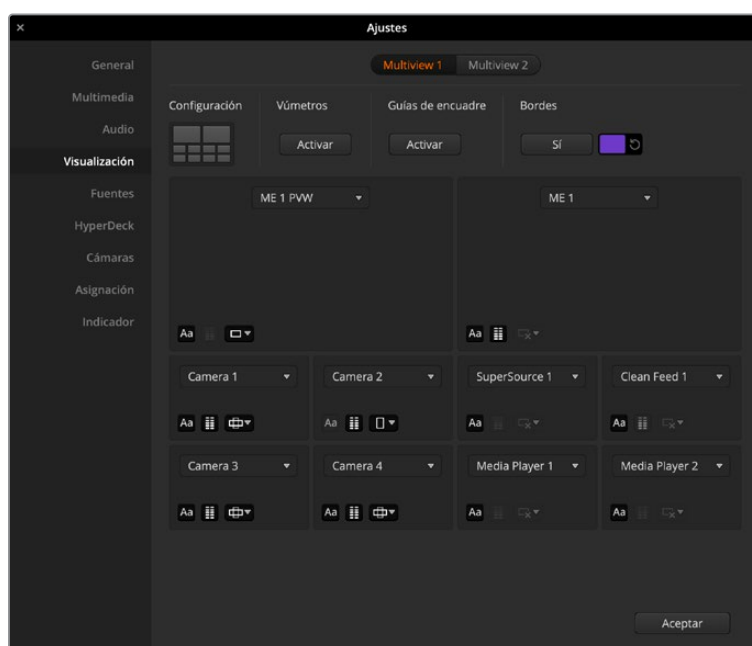 Ajustes
General
Multimedia
Audio
Visualización
Fuentes
HyperDeck
Cámaras
Asignación
Indicador
Multiview 1 Multiview 2
Configuración Vúmetros Guías de encuadre Bordes
Activar Activar Sí
ME 1 PVW ME 1
Aa Aa
Camera 1 Camera 2 SuperSource 1 Clean Feed 1
Aa Aa Aa Aa
Camera 3 Camera 4 Media Player 1 Media Player 2
Aa Aa Aa Aa
Aceptar